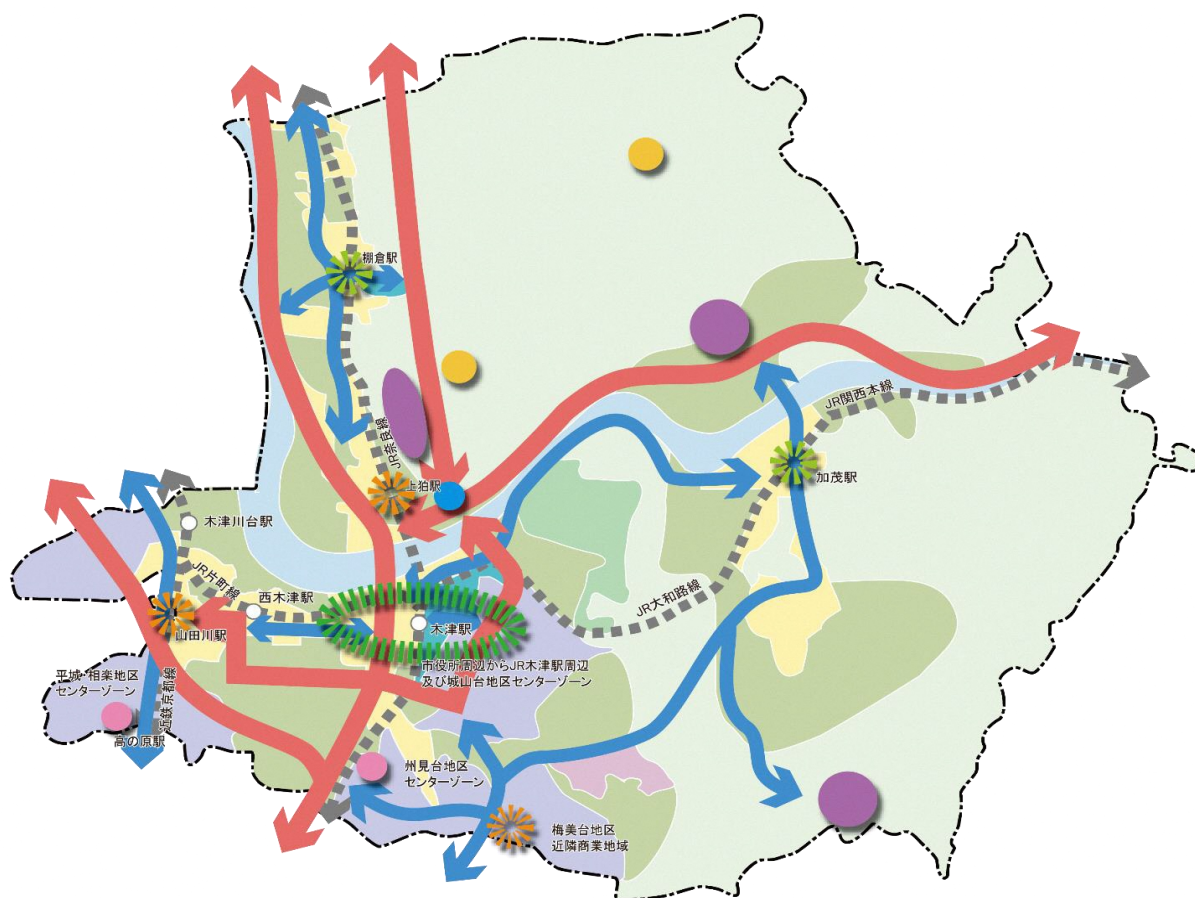 棚倉駅
JR奈良線
上狛駅
JR関西本線
加茂駅
木津川台駅
JR片町線
西木津駅
JR大和路線
山田川駅
木津駅
市役所周辺からJR木津駅周辺
及び城山台地区センターゾーン
平城・相楽地区
センターゾーン
近鉄京都線
高の原駅
州見台地区
センターゾーン
梅美台地区
近隣商業地域